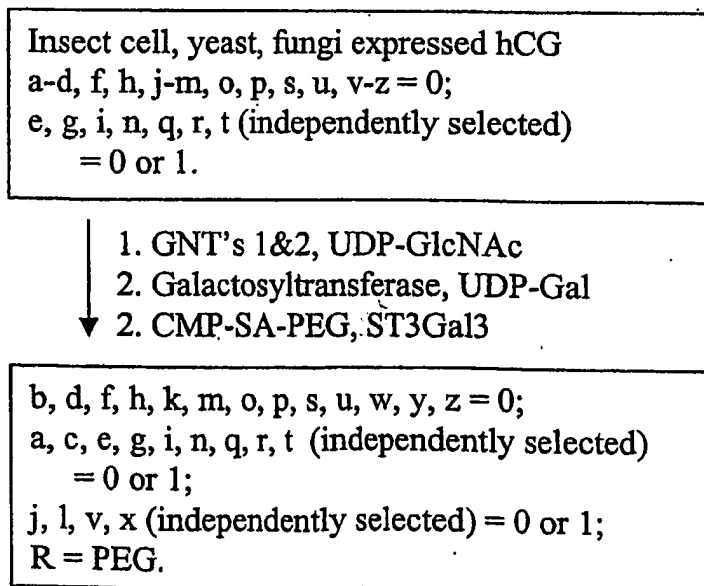 Insect cell, yeast, fungi expressed hCG
a-d, f, h, j-m, o, p, s, u, v-z = 0;
e, g, i, n, q, r, t (independently selected)
= 0 or 1.
1. GNT's 1&2, UDP-GlcNAc
2. Galactosyltransferase, UDP-Gal
2. CMP-SA-PEG, ST3Gal3
b, d, f, h, k, m, o, p, s, u, w, y, z = 0;
a, c, e, g, i, n, q, r, t (independently selected)
= 0 or 1;
j, l, v, x (independently selected) = 0 or 1;
R = PEG.